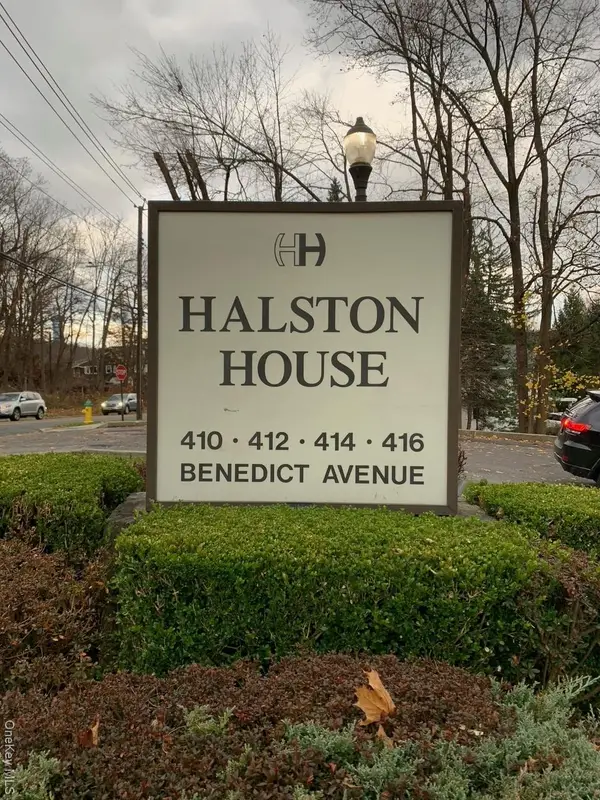 HH
HALSTON
HOUSE
410 · 412 · 414 · 416
BENEDICT AVENUE
OneKey MLS